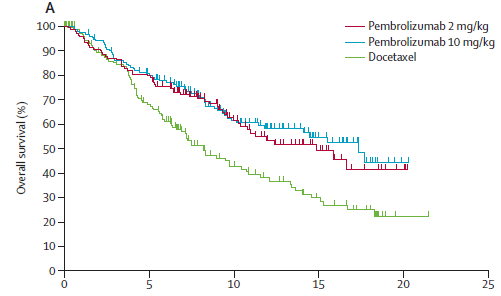 A
Pembrolizumab 2 mg/kg
Pembrolizumab 10 mg/kg
Docetaxel
Overall survival (%)
100
90
80
70
60
50
40
30
20
10
0
0 5 10 15 20 25